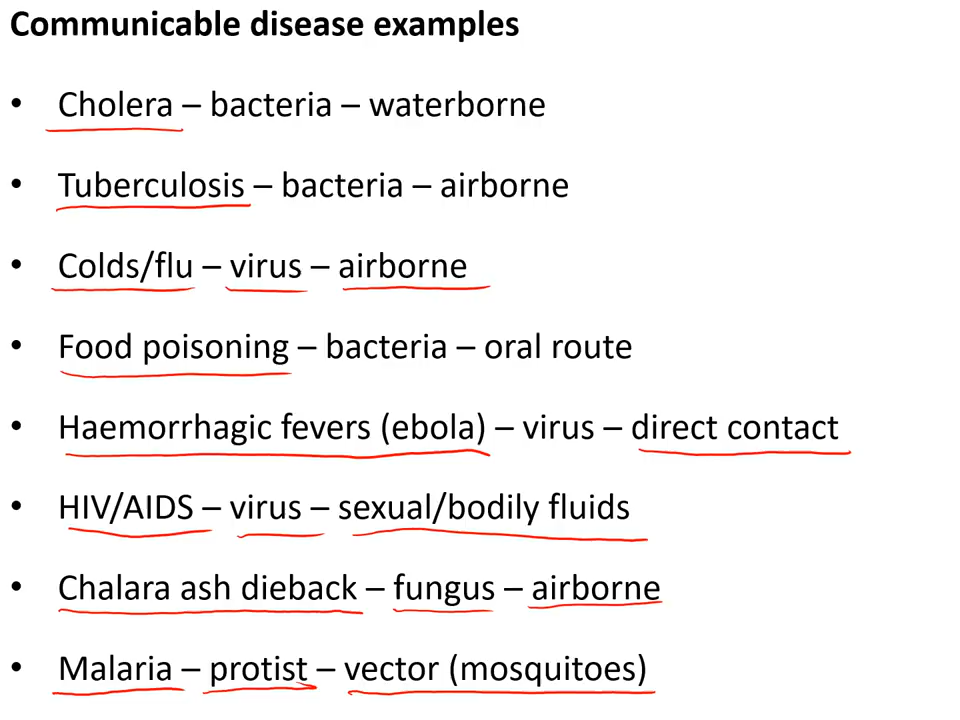 Communicable disease examples
• Cholera – bacteria – waterborne
• Tuberculosis – bacteria – airborne
• Colds/flu – virus – airborne
• Food poisoning – bacteria – oral route
• Haemorrhagic fevers (ebola) – virus – direct contact
• HIV/AIDS – virus – sexual/bodily fluids
• Chalara ash dieback – fungus – airborne
• Malaria – protist – vector (mosquitoes)